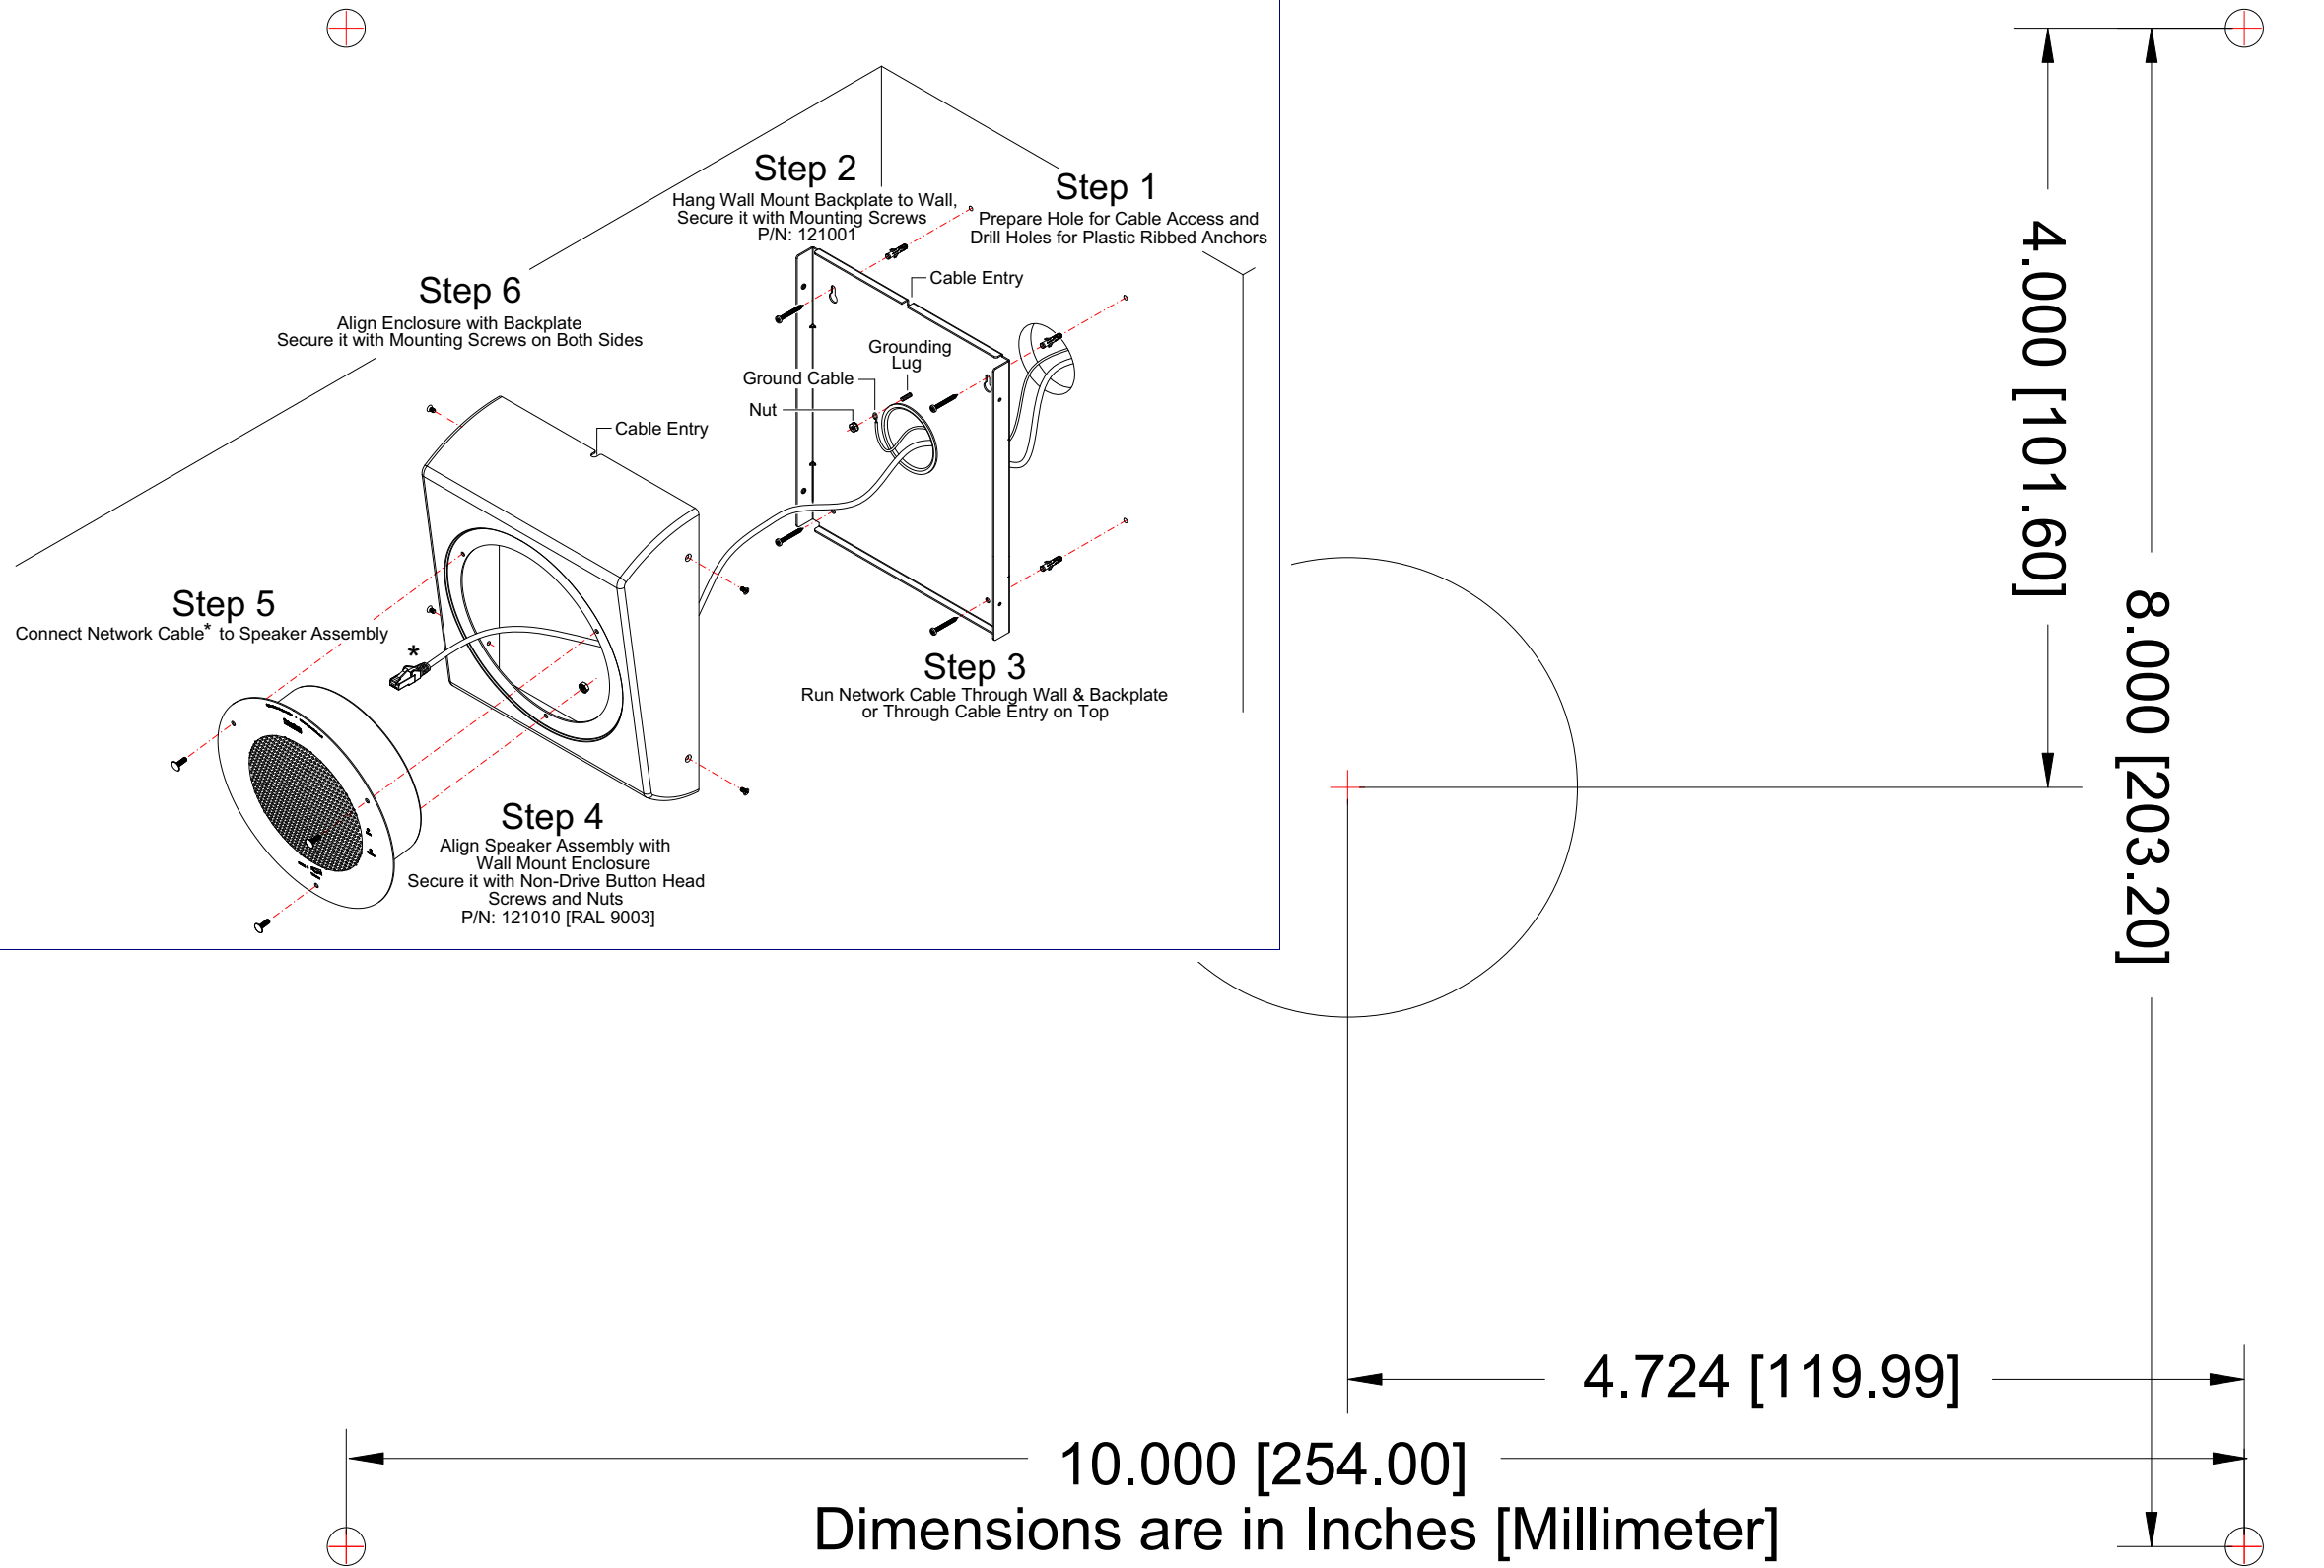 Step 1
Prepare Hole for Cable Access and
Drill Holes for Plastic Ribbed Anchors
Step 2
Hang Wall Mount Backplate to Wall,
Secure it with Mounting Screws
P/N: 121001
Cable Entry
Grounding
Lug
Ground Cable
Nut
Step 3
Run Network Cable Through Wall & Backplate
or Through Cable Entry on Top
Step 6
Align Enclosure with Backplate
Secure it with Mounting Screws on Both Sides
Cable Entry
Step 5
Connect Network Cable* to Speaker Assembly
*
Step 4
Align Speaker Assembly with
Wall Mount Enclosure
Secure it with Non-Drive Button Head
Screws and Nuts
P/N: 121010 [RAL 9003]
4.000 [101.60]
8.000 [203.20]
4.724 [119.99]
10.000 [254.00]
Dimensions are in Inches [Millimeter]